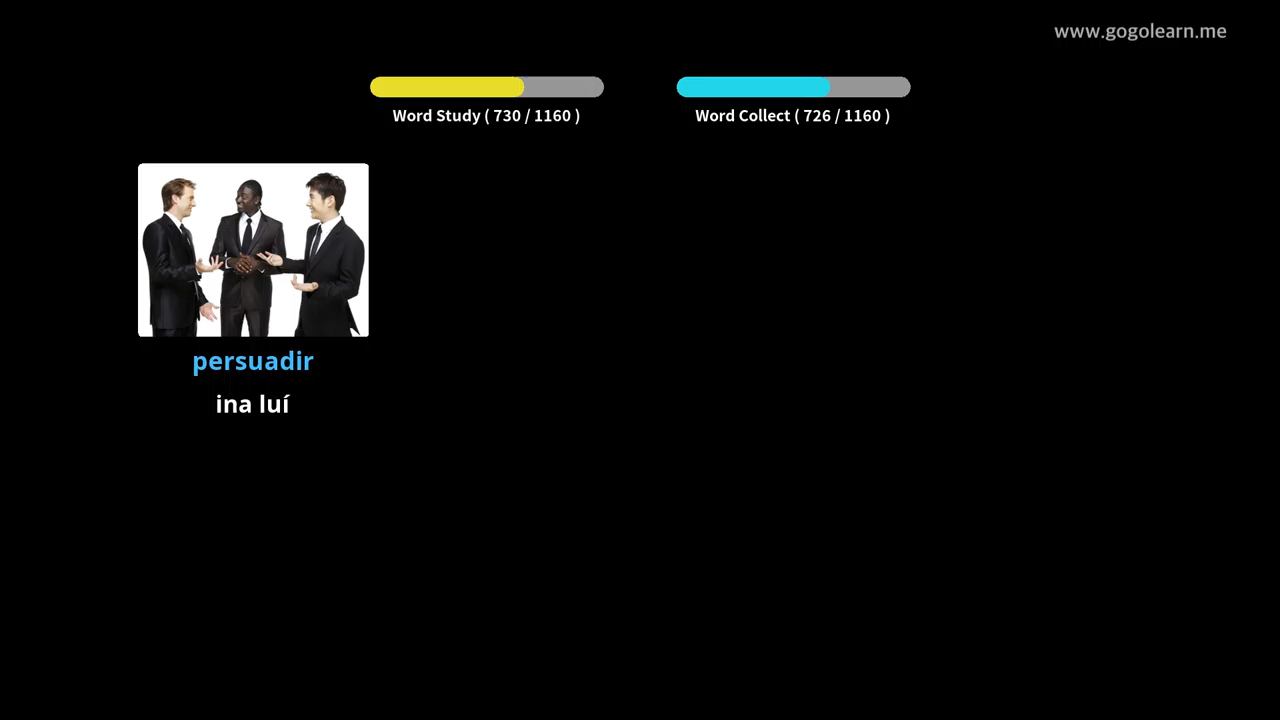 www.gogolearn.me
Word Study ( 730 / 1160 )
Word Collect ( 726 / 1160 )
persuadir
ina luí